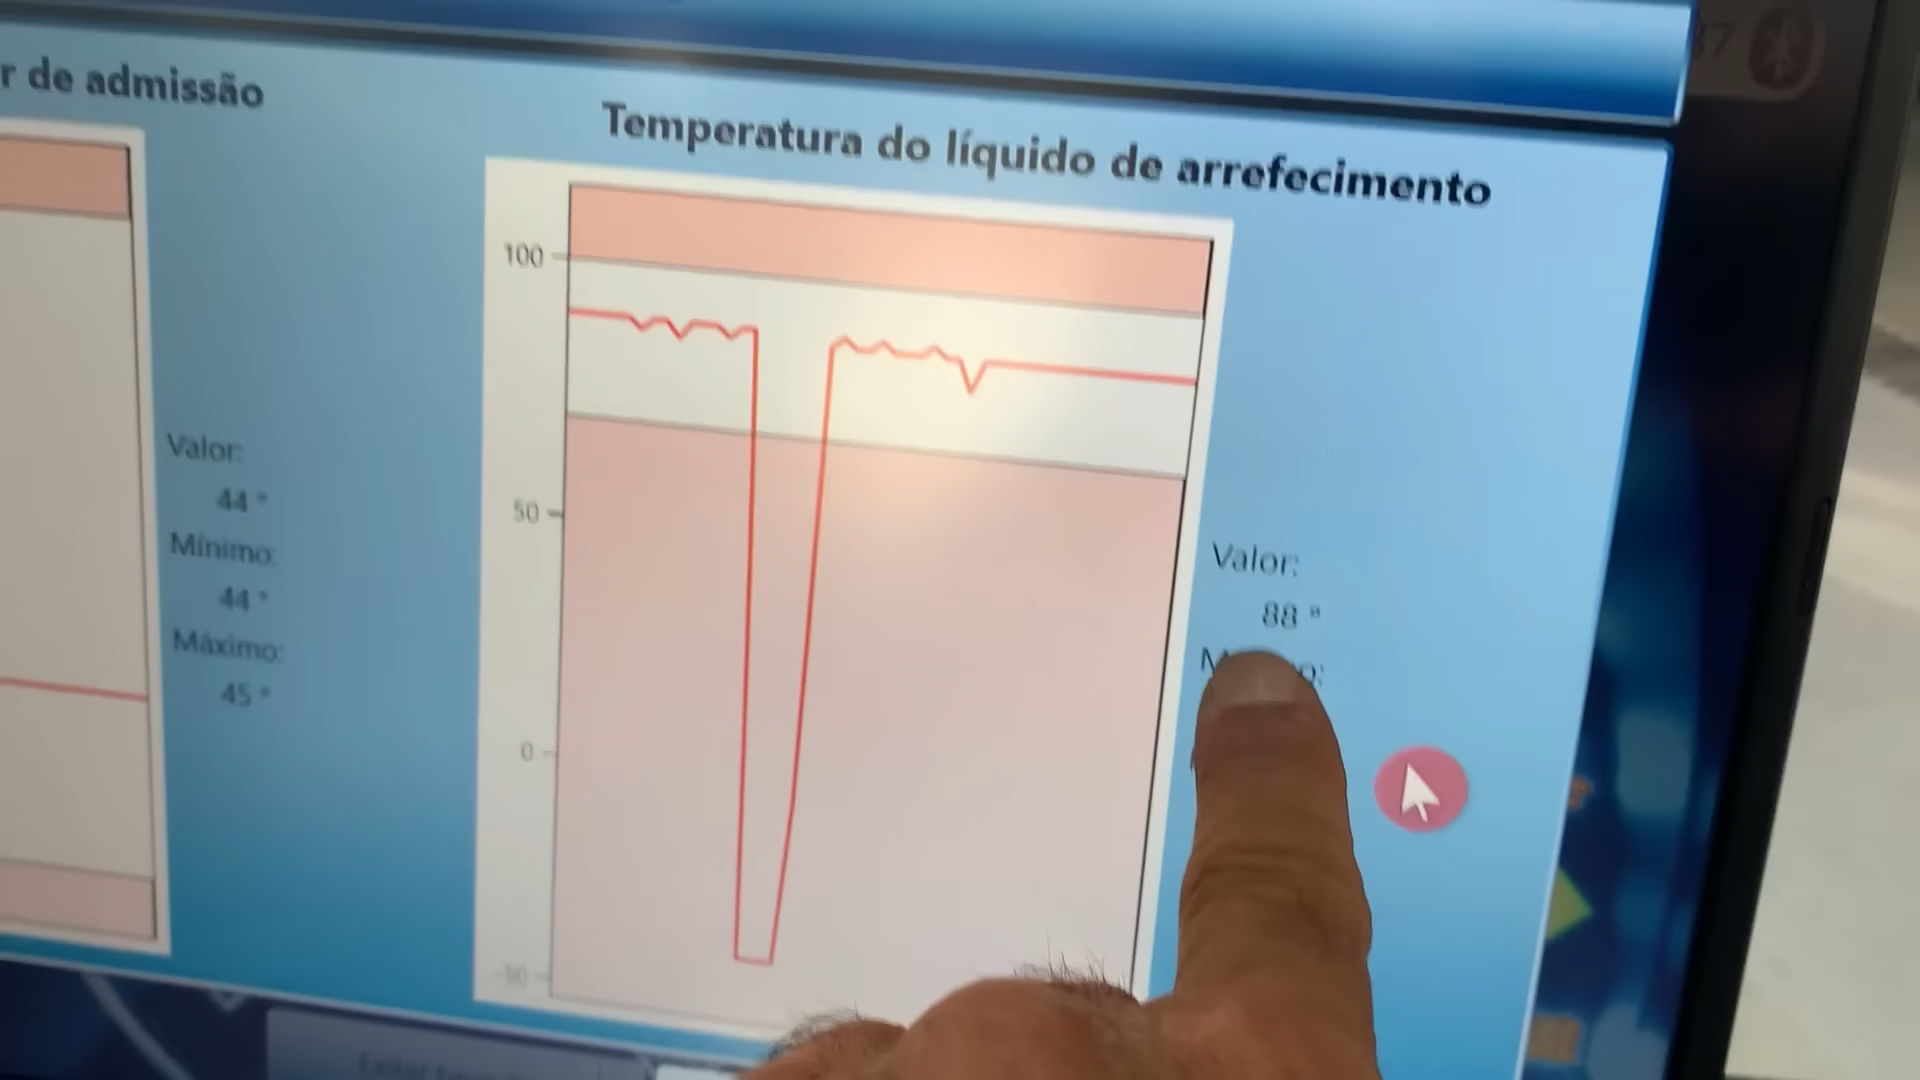 r de admissão
Valor:
44 °
Mínimo:
44 °
Máximo:
45 °
Temperatura do líquido de arrefecimento
100
50
0
-50
Valor:
88 °